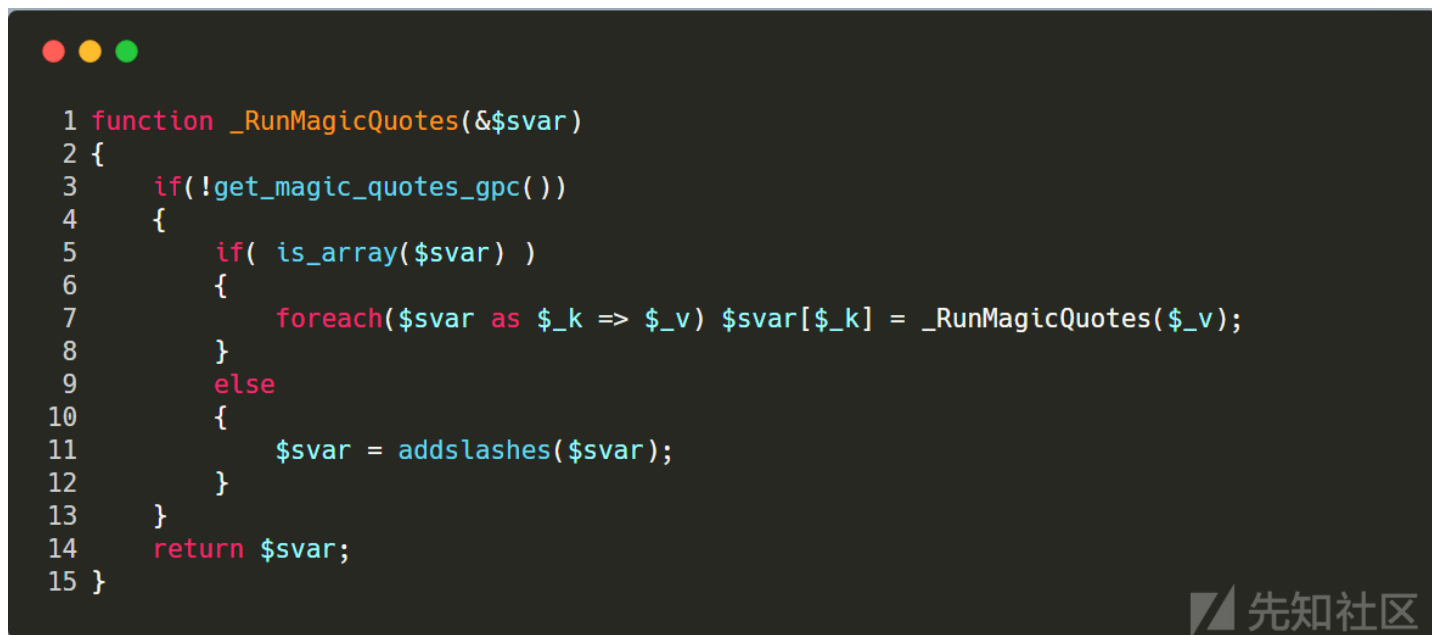 1 function _RunMagicQuotes(&$svar)
2 {
3     if(!get_magic_quotes_gpc())
4     {
5         if( is_array($svar) )
6         {
7             foreach($svar as $_k => $_v) $svar[$_k] = _RunMagicQuotes($_v);
8         }
9         else
10         {
11             $svar = addslashes($svar);
12         }
13     }
14     return $svar;
15 }
先知社区